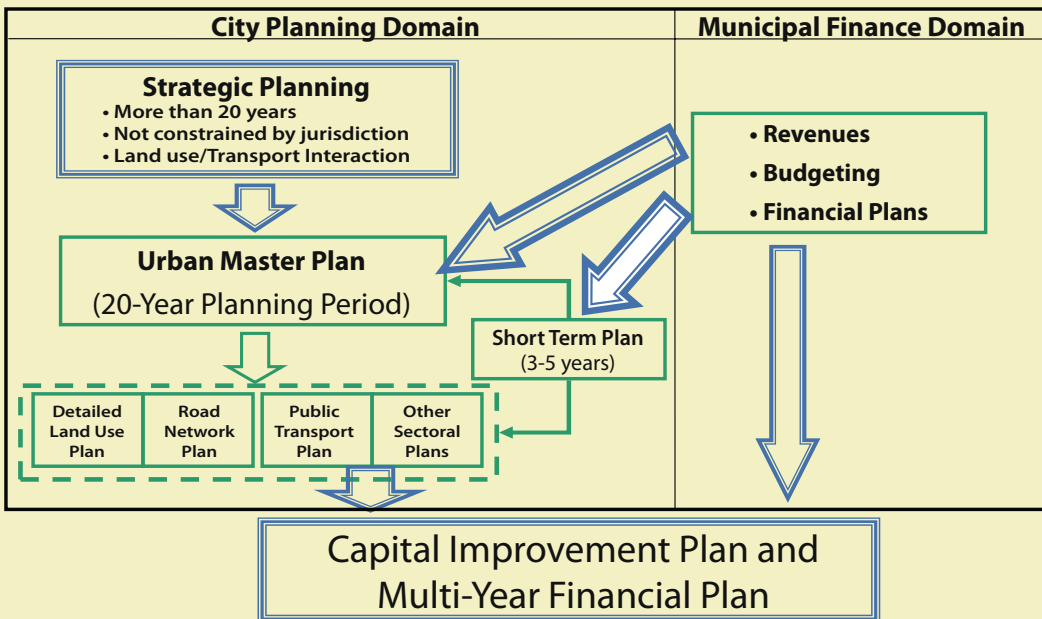 City Planning Domain
Municipal Finance Domain
Strategic Planning
• More than 20 years
• Not constrained by jurisdiction
• Land use/Transport Interaction
• Revenues
• Budgeting
• Financial Plans
Urban Master Plan
(20-Year Planning Period)
Short Term Plan
(3-5 years)
Detailed
Land Use
Plan
Road
Network
Plan
Public
Transport
Plan
Other
Sectoral
Plans
Capital Improvement Plan and
Multi-Year Financial Plan